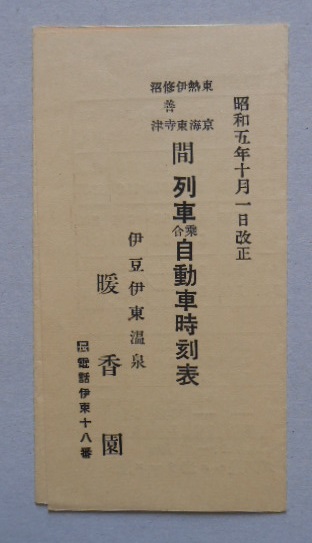 昭和五年十月一日改正
東京
熱海
伊東
修善寺
沼津
間列車乗合自動車時刻表
伊豆伊東温泉
暖香園
電話伊東十八番